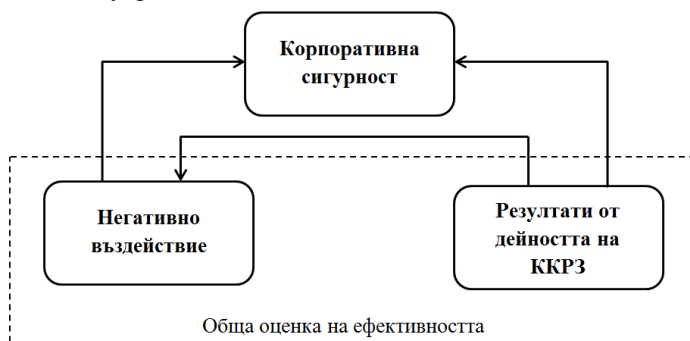 Корпоративна
сигурност
Негативно
въздействие
Резултати от
дейността на
ККРЗ
Обща оценка на ефективността